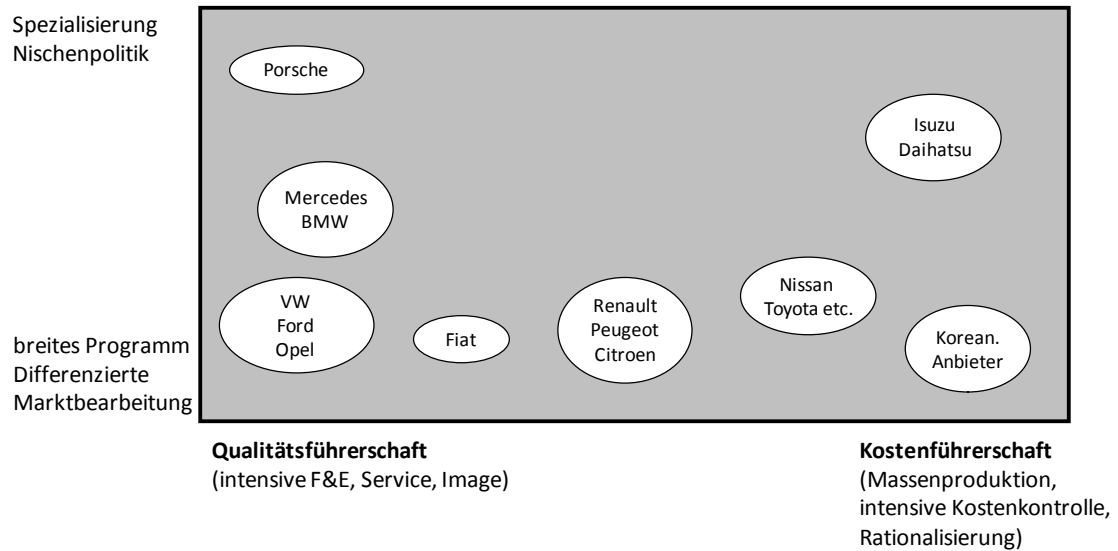 Spezialisierung
Nischenpolitik
Porsche
Isuzu
Daihatsu
Mercedes
BMW
VW
Ford
Opel
Fiat
Renault
Peugeot
Citroen
Nissan
Toyota etc.
Korean.
Anbieter
breites Programm
Differenzierte
Marktbearbeitung
Qualitätsführerschaft
(intensive F&E, Service, Image)
Kostenführerschaft
(Massenproduktion,
intensive Kostenkontrolle,
Rationalisierung)